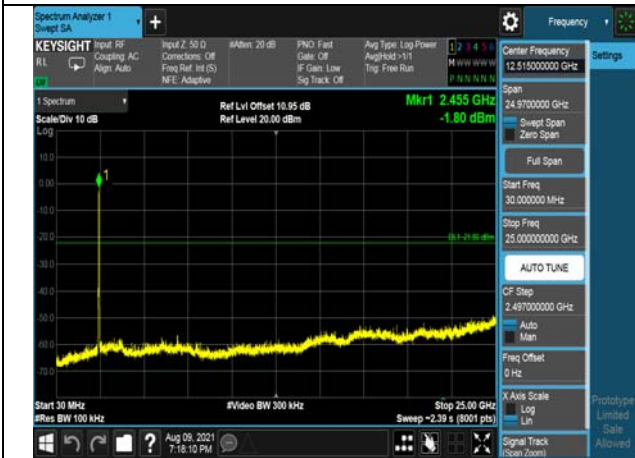 Spectrum Analyzer 1
Swept SA
Frequency
KEYSIGHT
RL
Input: RF
Coupling: AC
Align: Auto
Input Z: 50 Ω
Corrections: Off
Freq Ref: Int (S)
NFE: Adaptive
#Atten: 20 dB
PNO: Fast
Gate: Off
IF Gain: Low
Sig Track: Off
Avg Type: Log-Power
Avg|Hold:>1/1
Trig: Free Run
1 2 3 4 5 6
M W W W W W
P N N N N N
1 Spectrum
Scale/Div 10 dB
Log
Ref Lvl Offset 10.95 dB
Ref Level 20.00 dBm
Mkr1 2.455 GHz
-1.80 dBm
10.0
0.00
-10.0
-20.0
-30.0
-40.0
-50.0
-60.0
-70.0
1
DL1 -21.80 dBm
Start 30 MHz
#Res BW 100 kHz
#Video BW 300 kHz
Stop 25.00 GHz
Sweep ~2.39 s (8001 pts)
Aug 09, 2021
7:18:10 PM
Center Frequency
12.515000000 GHz
Settings
Span
24.9700000 GHz
Swept Span
Zero Span
Full Span
Start Freq
30.000000 MHz
Stop Freq
25.000000000 GHz
AUTO TUNE
CF Step
2.497000000 GHz
Auto
Man
Freq Offset
0 Hz
X Axis Scale
Log
Lin
Signal Track
(Span Zoom)
Prototype
Limited
Sale
Allowed